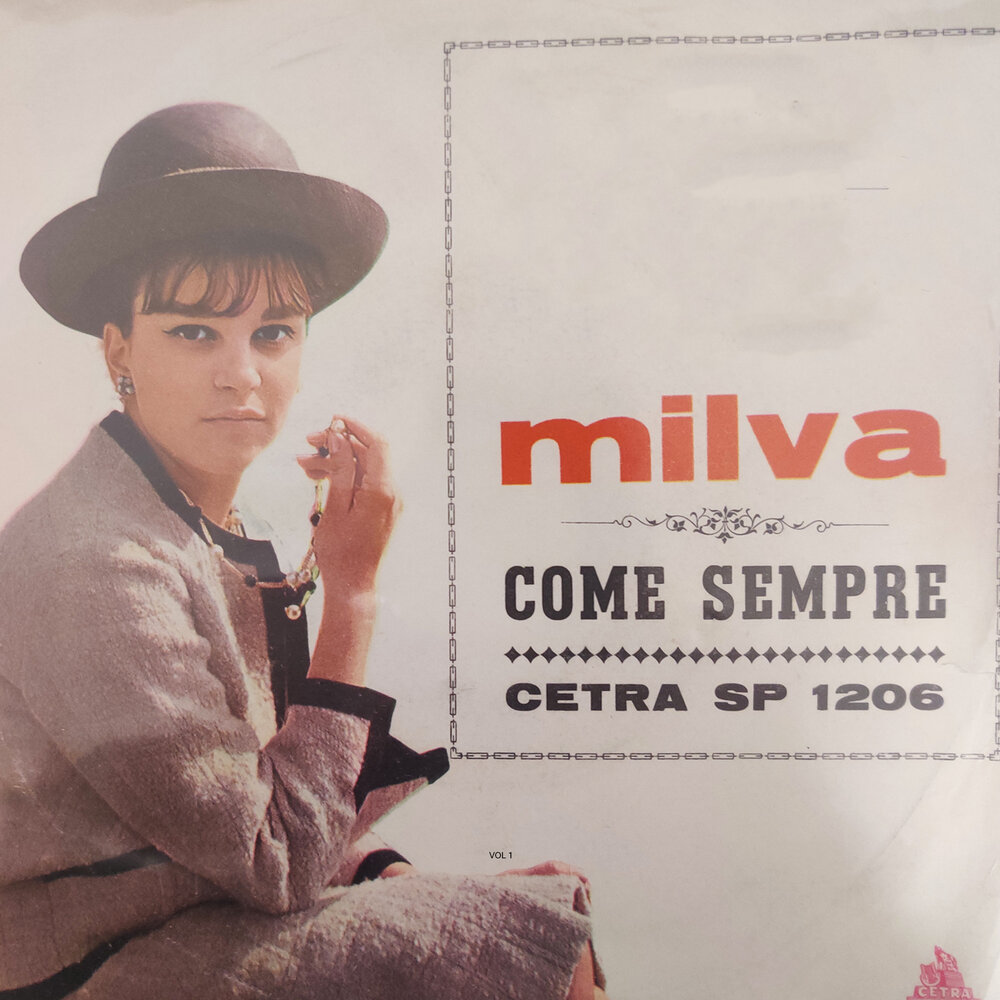 milva
COME SEMPRE
CETRA SP 1206
VOL 1
CETRA